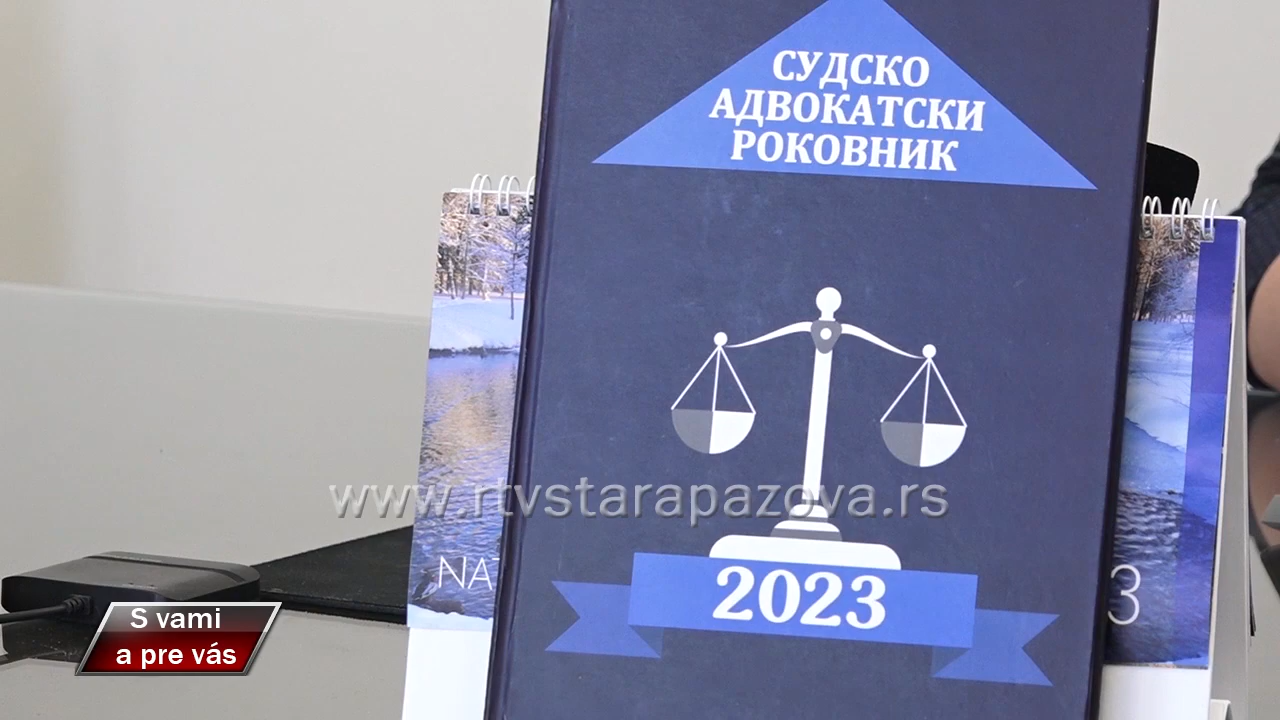 СУДСКО
АДВОКАТСКИ
РОКОВНИК
www.rtvstarapazova.rs
2023
S vami
a pre vás